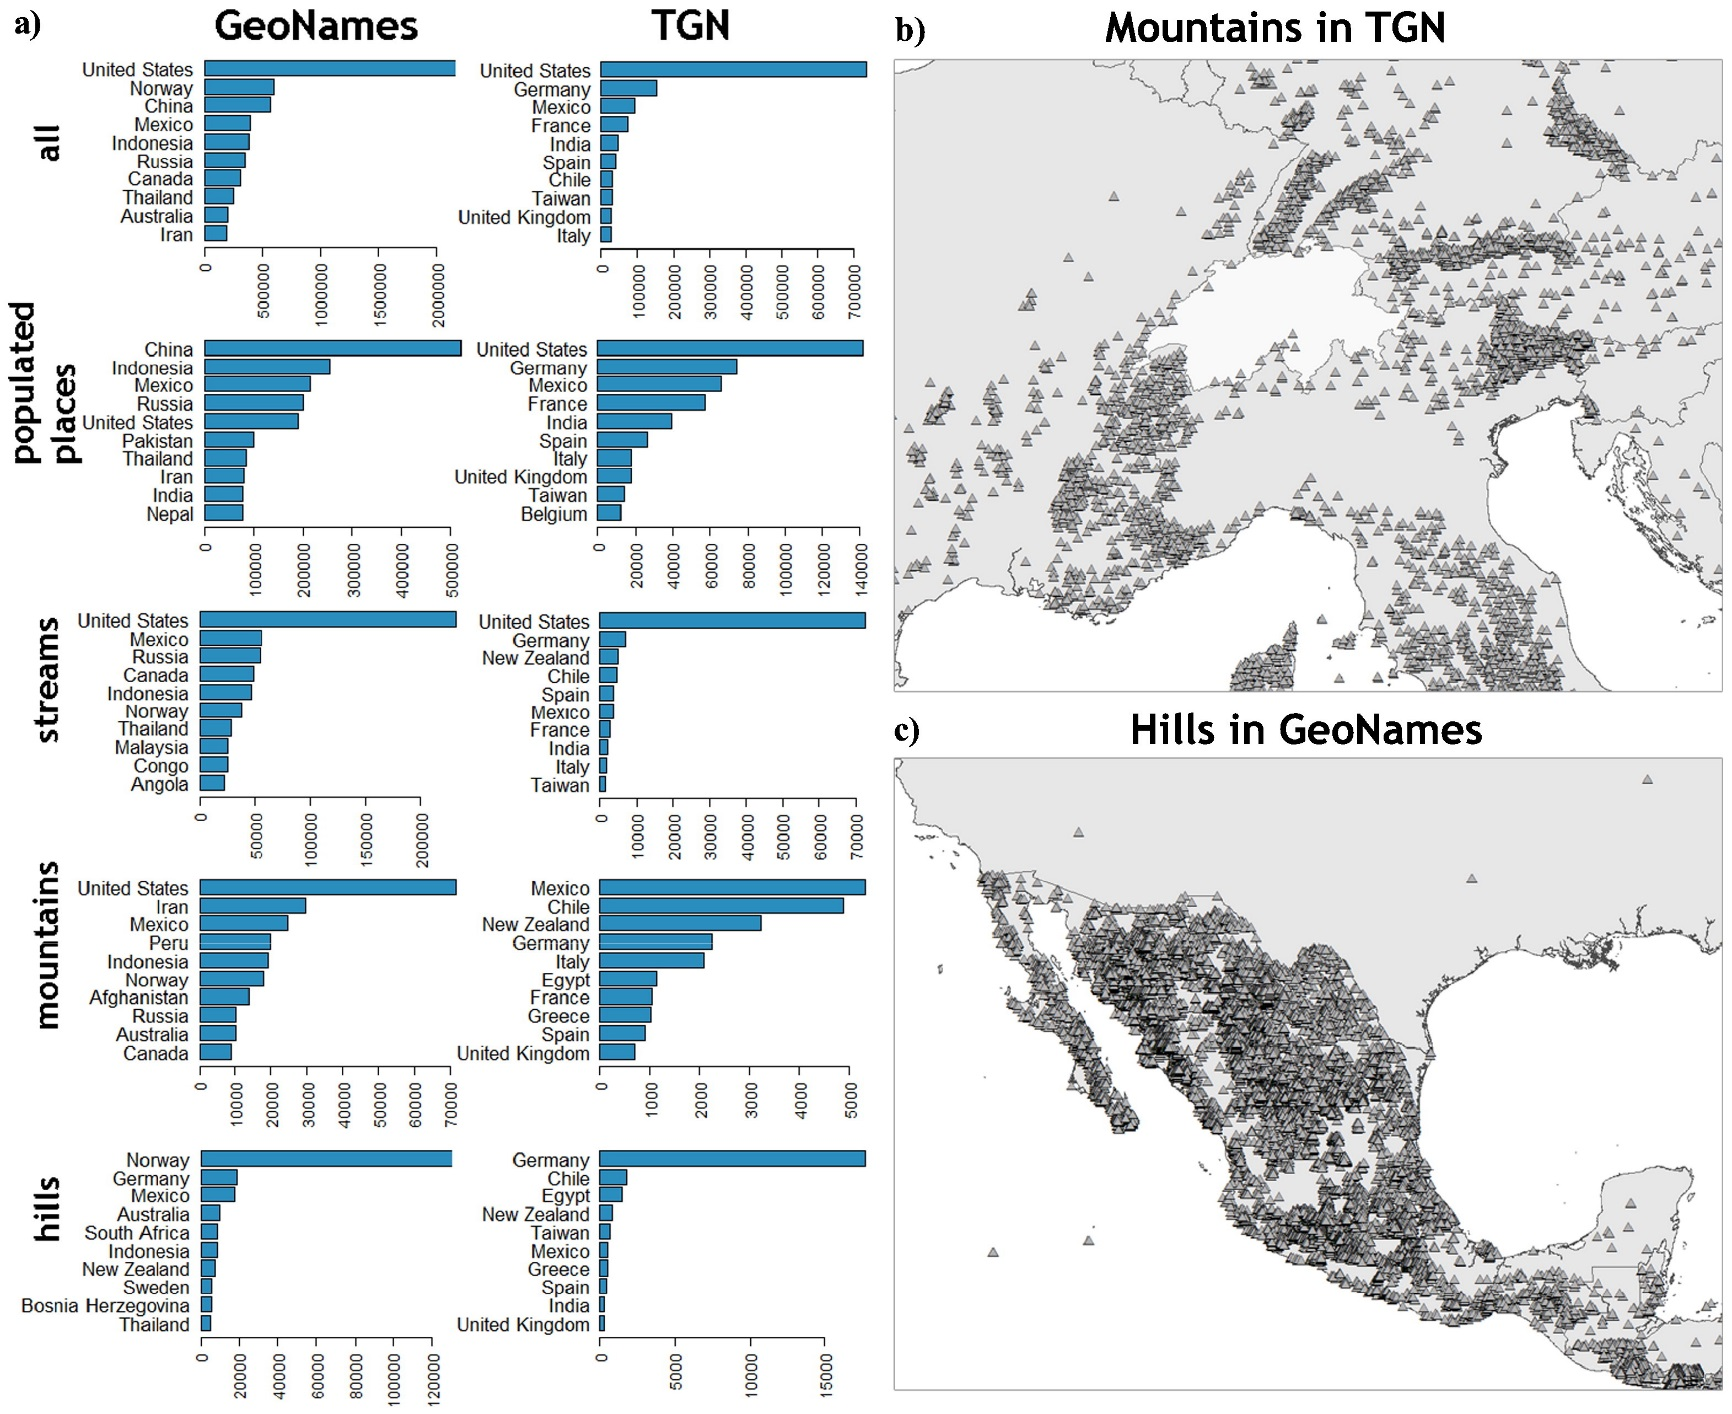 a)
GeoNames
TGN
all
United States
Norway
China
Mexico
Indonesia
Russia
Canada
Thailand
Australia
Iran
0
500000
1000000
1500000
2000000
United States
Germany
Mexico
France
India
Spain
Chile
Taiwan
United Kingdom
Italy
0
100000
200000
300000
400000
500000
600000
700000
populated
places
China
Indonesia
Mexico
Russia
United States
Pakistan
Thailand
Iran
India
Nepal
0
100000
200000
300000
400000
500000
United States
Germany
Mexico
France
India
Spain
Italy
United Kingdom
Taiwan
Belgium
0
20000
40000
60000
80000
100000
120000
140000
streams
United States
Mexico
Russia
Canada
Indonesia
Norway
Thailand
Malaysia
Congo
Angola
0
50000
100000
150000
200000
United States
Germany
New Zealand
Chile
Spain
Mexico
France
India
Italy
Taiwan
0
10000
20000
30000
40000
50000
60000
70000
mountains
United States
Iran
Mexico
Peru
Indonesia
Norway
Afghanistan
Russia
Australia
Canada
0
10000
20000
30000
40000
50000
60000
70000
Mexico
Chile
New Zealand
Germany
Italy
Egypt
France
Greece
Spain
United Kingdom
0
1000
2000
3000
4000
5000
hills
Norway
Germany
Mexico
Australia
South Africa
Indonesia
New Zealand
Sweden
Bosnia Herzegovina
Thailand
0
20000
40000
60000
80000
100000
120000
Germany
Chile
Egypt
New Zealand
Taiwan
Mexico
Greece
Spain
India
United Kingdom
0
5000
10000
15000
b)
Mountains in TGN
c)
Hills in GeoNames